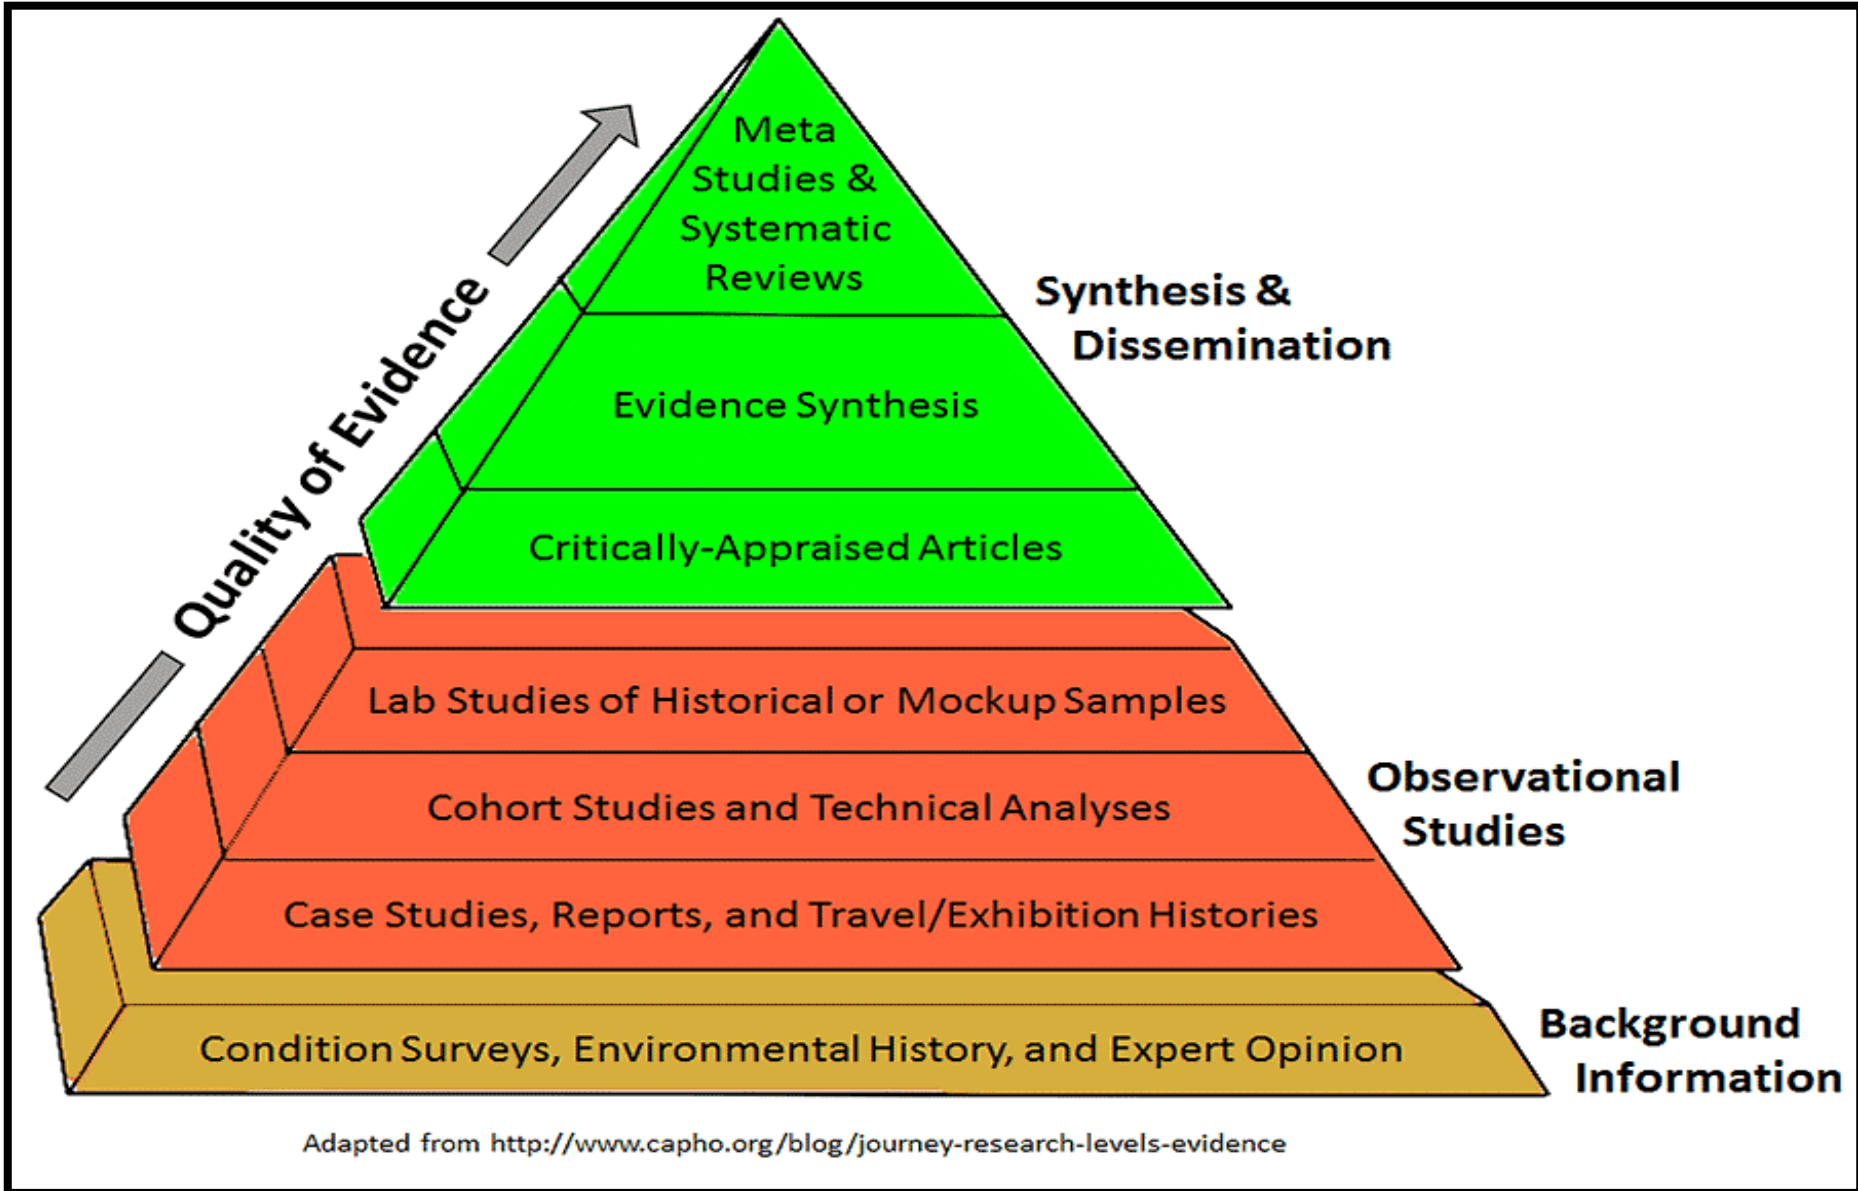 Meta
Studies &
Systematic
Reviews
Evidence Synthesis
Critically-Appraised Articles
Synthesis &
Dissemination
Quality of Evidence
Lab Studies of Historical or Mockup Samples
Cohort Studies and Technical Analyses
Case Studies, Reports, and Travel/Exhibition Histories
Observational
Studies
Condition Surveys, Environmental History, and Expert Opinion
Background
Information
Adapted from http://www.capho.org/blog/journey-research-levels-evidence